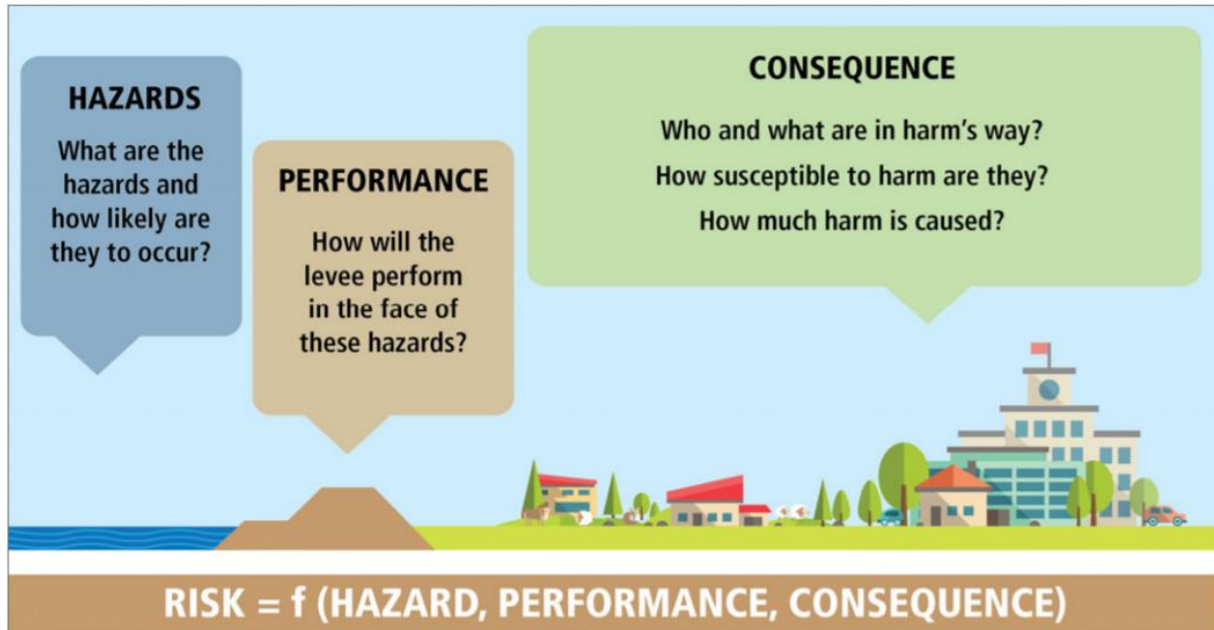 HAZARDS
What are the
hazards and
how likely are
they to occur?
PERFORMANCE
How will the
levee perform
in the face of
these hazards?
CONSEQUENCE
Who and what are in harm’s way?
How susceptible to harm are they?
How much harm is caused?
RISK = f (HAZARD, PERFORMANCE, CONSEQUENCE)